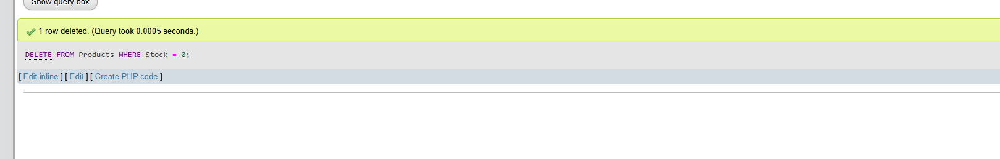 Show query box
1 row deleted. (Query took 0.0005 seconds.)
DELETE FROM Products WHERE Stock = 0;
[ Edit inline ] [ Edit ] [ Create PHP code ]